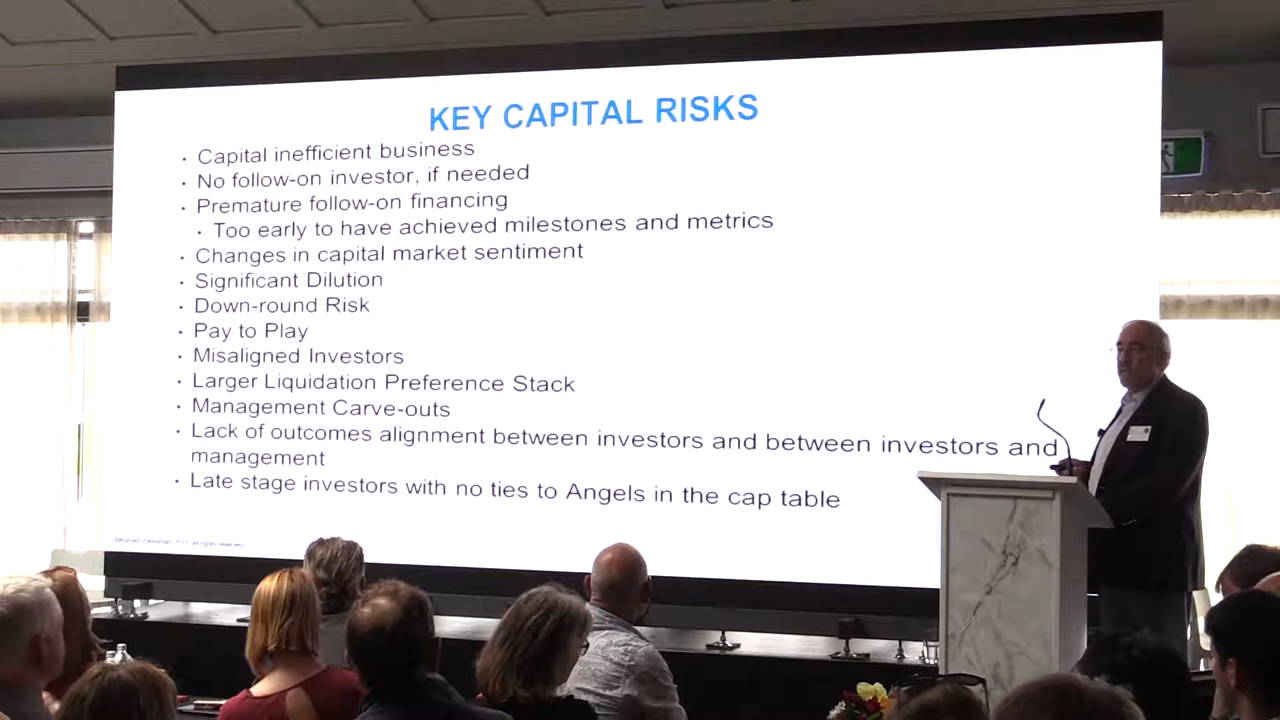 KEY CAPITAL RISKS
• Capital inefficient business
• No follow-on investor, if needed
• Premature follow-on financing
• Too early to have achieved milestones and metrics
• Changes in capital market sentiment
• Significant Dilution
• Down-round Risk
• Pay to Play
• Misaligned Investors
• Larger Liquidation Preference Stack
• Management Carve-outs
• Lack of outcomes alignment between investors and between investors and
management
• Late stage investors with no ties to Angels in the cap table
all rights reserved